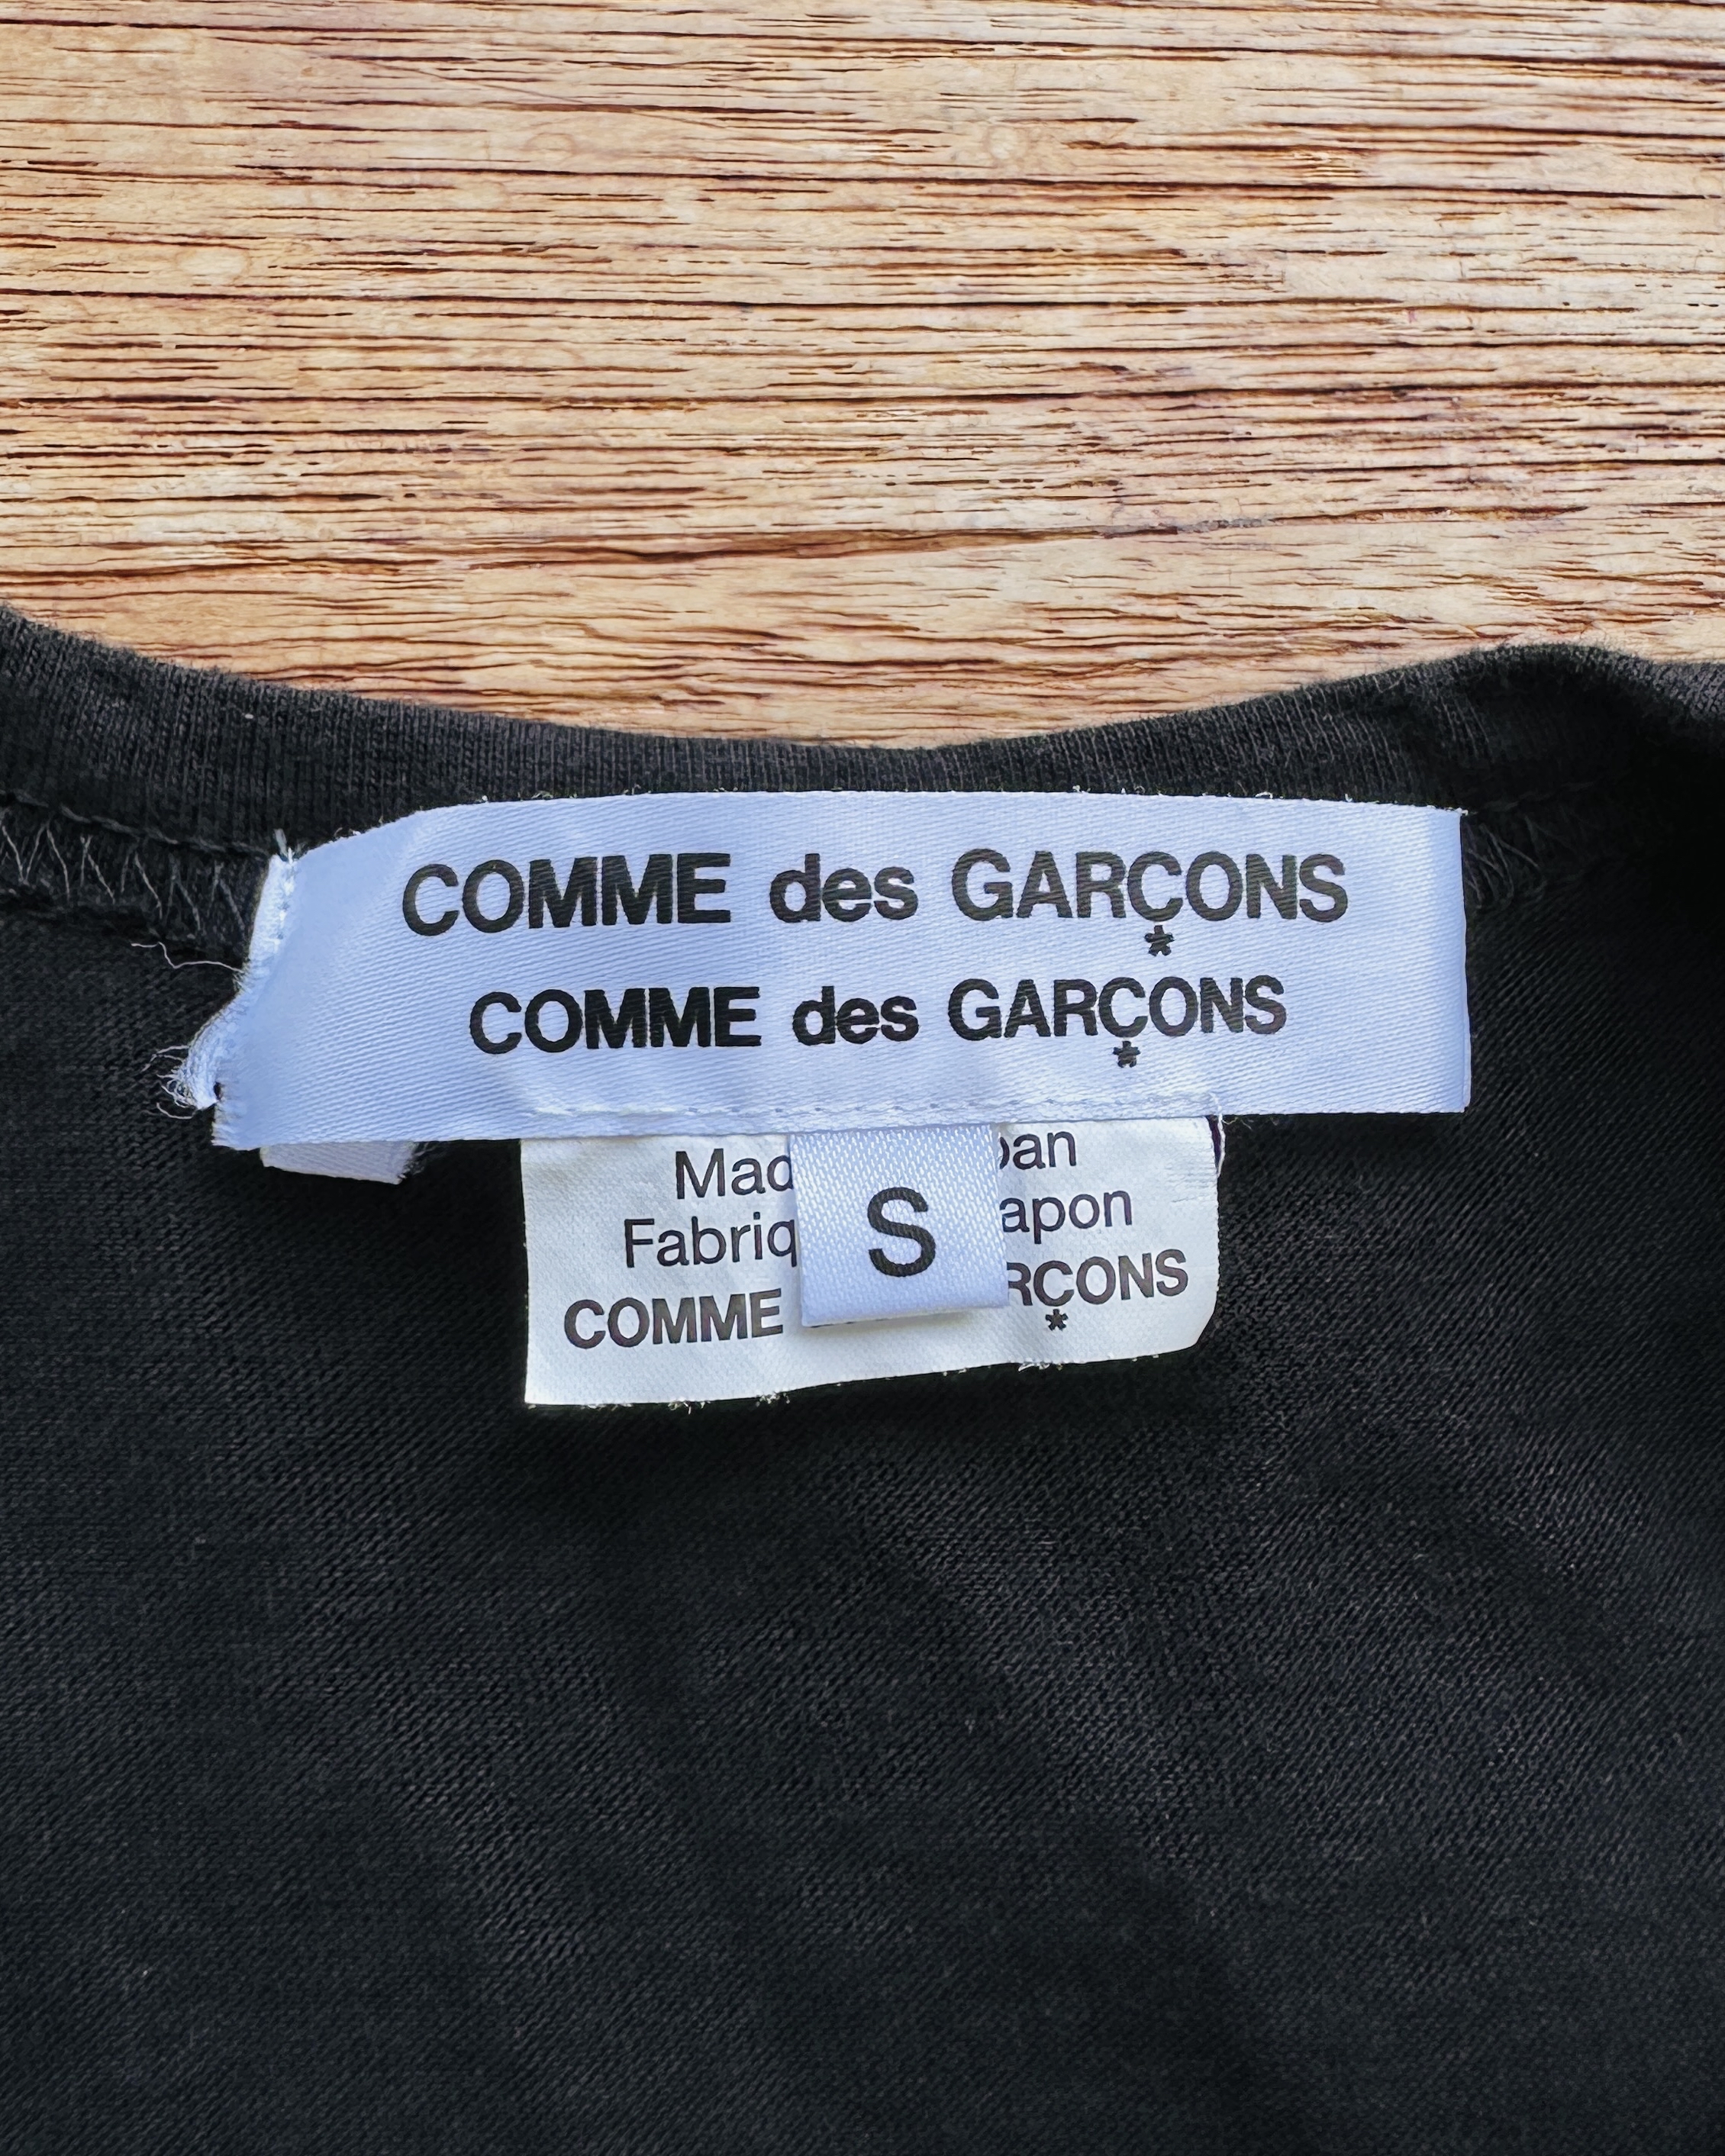 COMME des GARÇONS
*
COMME des GARÇONS
*
Mad pan
Fabriq apon
COMME RÇONS
*
S